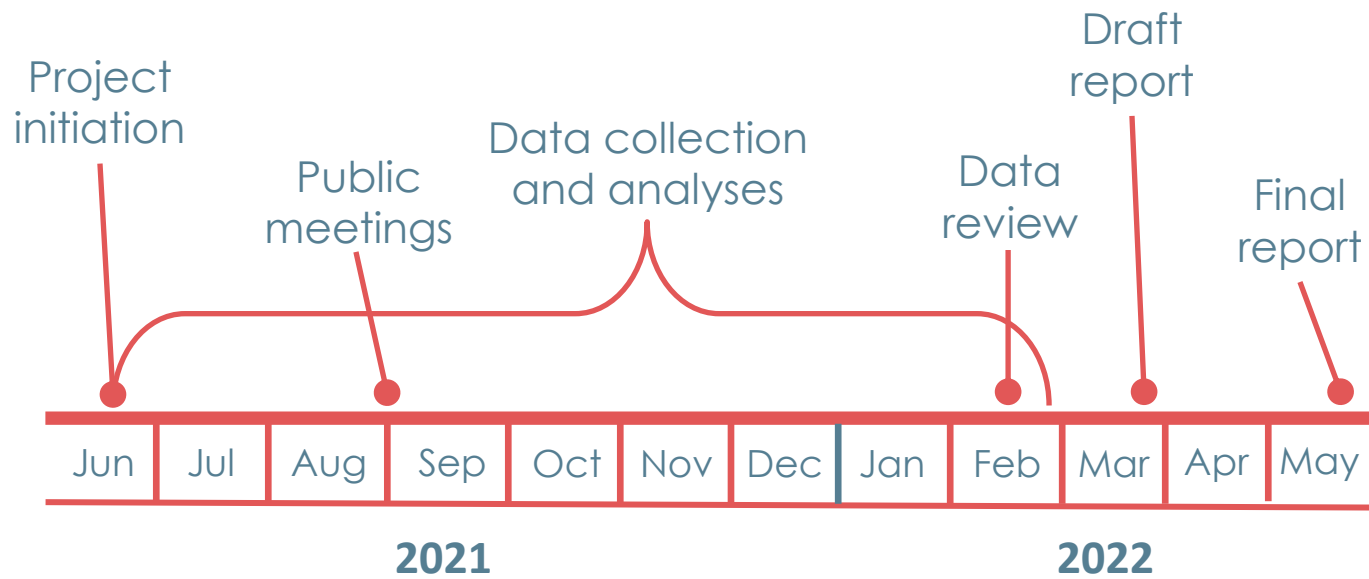 Project
initiation
Public
meetings
Data collection
and analyses
Data
review
Draft
report
Final
report
Jun Jul Aug Sep Oct Nov Dec Jan Feb Mar Apr May
2021 2022